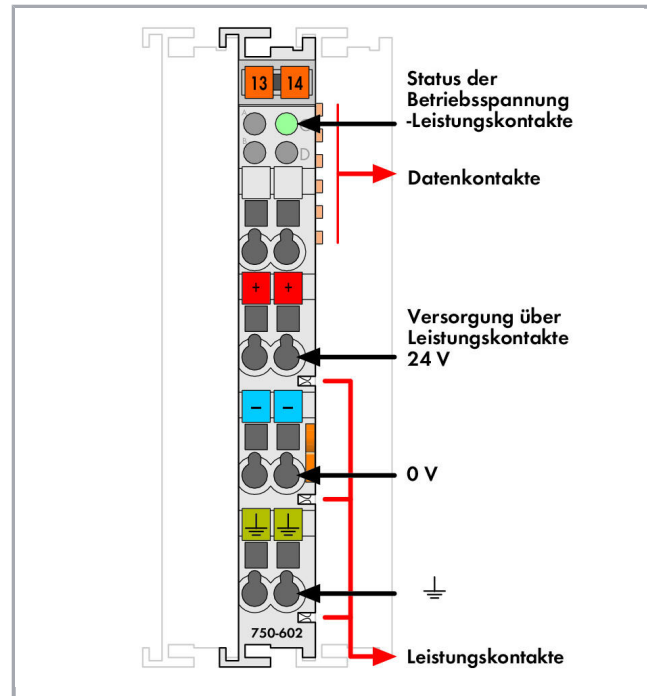 13 14
Status der
Betriebsspannung
-Leistungskontakte
A
C
B
D
Datenkontakte
+ +
Versorgung über
Leistungskontakte
24 V
− −
0 V
750-602
Leistungskontakte